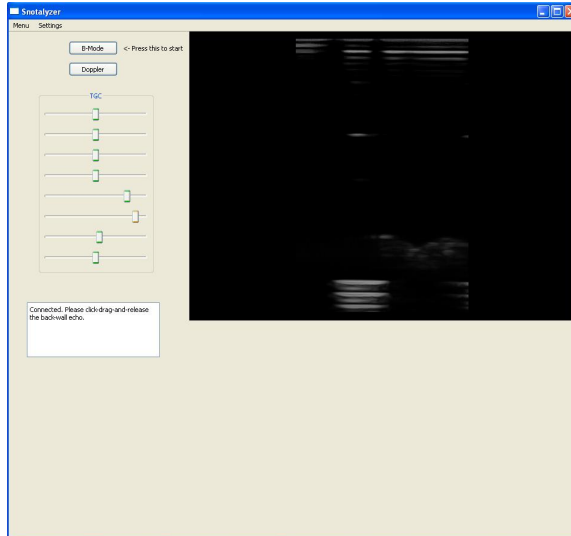 Snotalyzer
Menu Settings
B-Mode <- Press this to start
Doppler
TGC
Connected. Please click-drag-and-release
the back-wall echo.